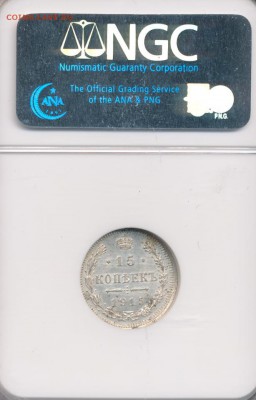 NGC
Numismatic Guaranty Corporation
The Official Grading Service
of the ANA & PNG
ANA
PNG
15
КОПѢЕКЪ